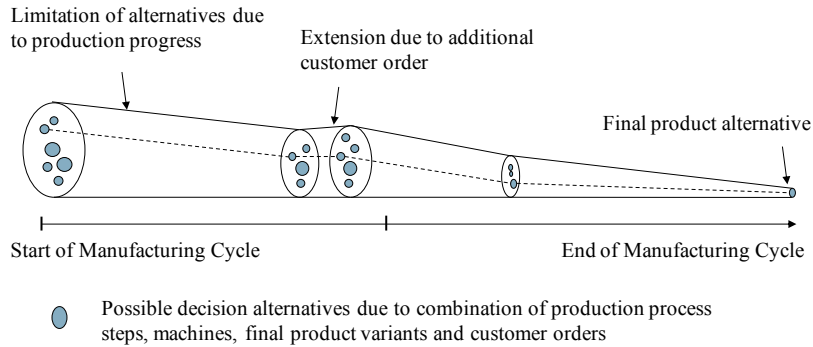 Limitation of alternatives due
to production progress
Extension due to additional
customer order
Final product alternative
Start of Manufacturing Cycle
End of Manufacturing Cycle
Possible decision alternatives due to combination of production process
steps, machines, final product variants and customer orders